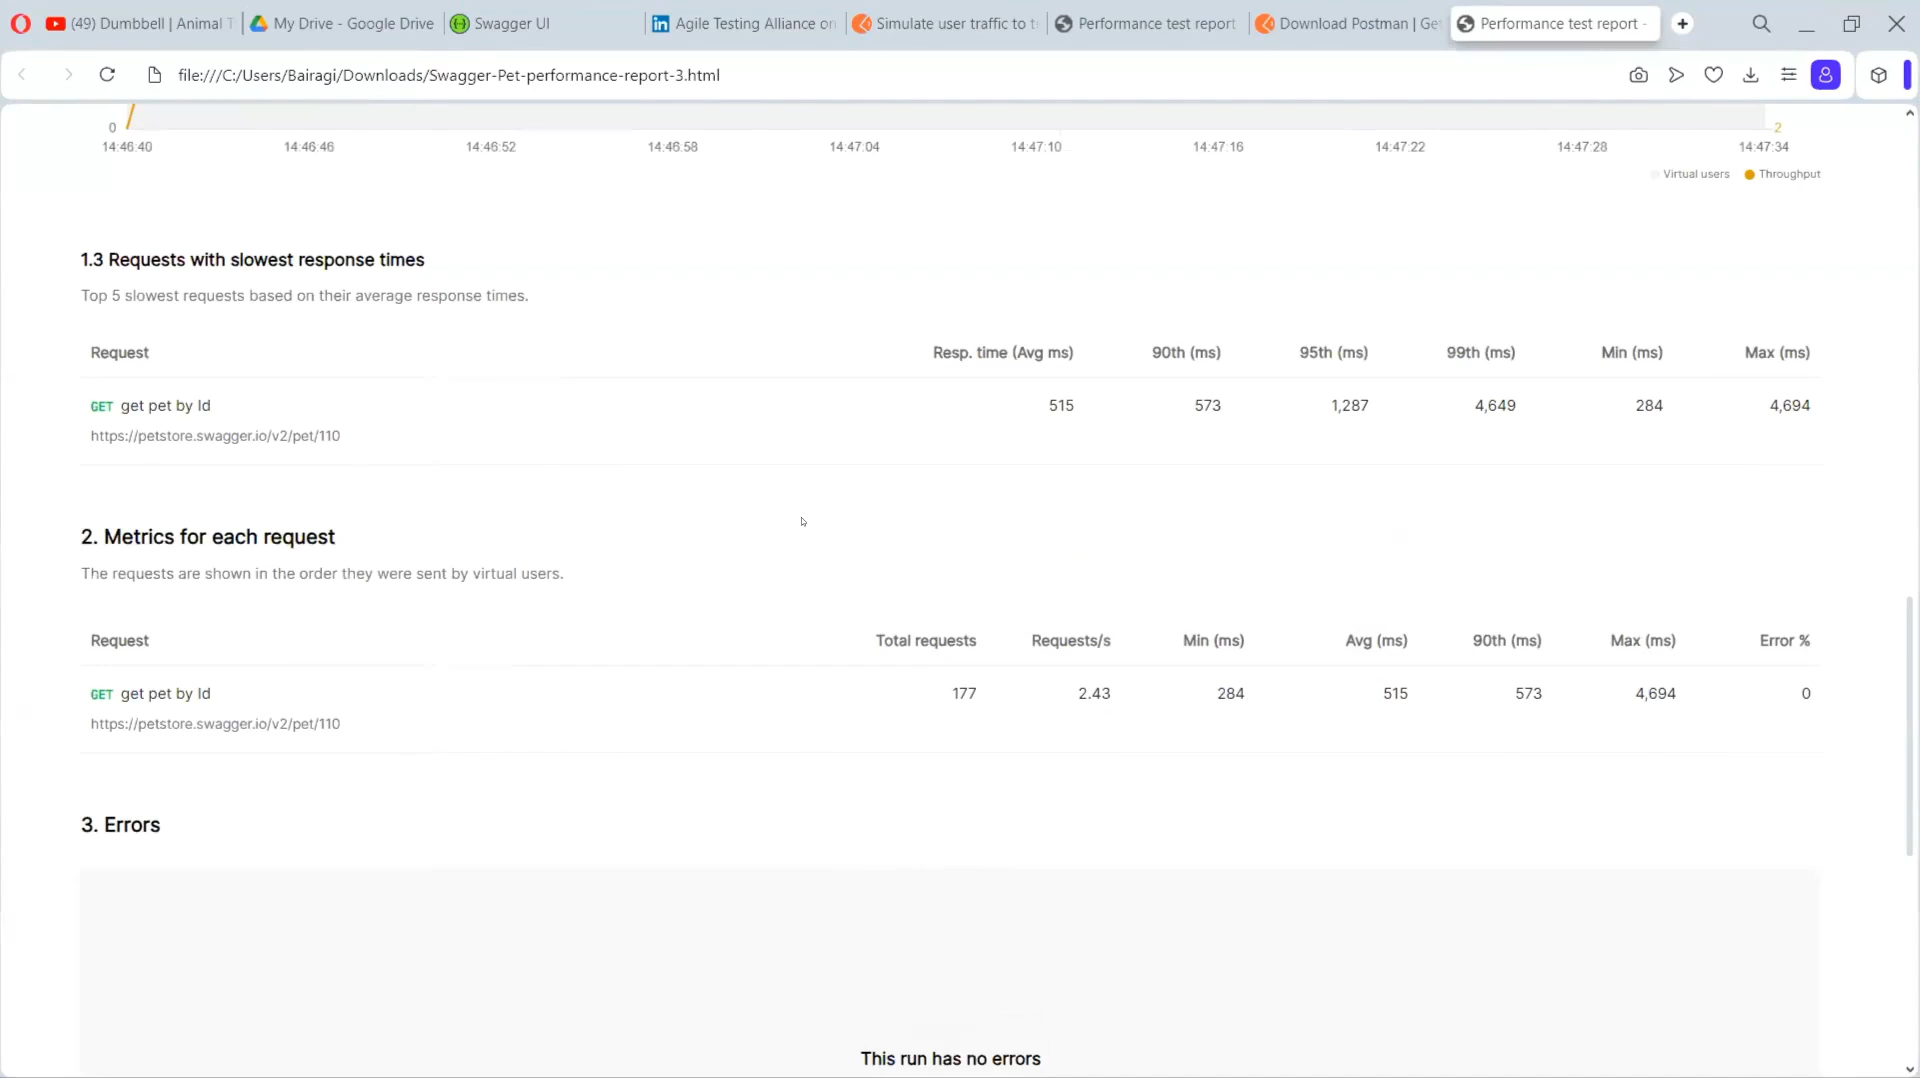 (49) Dumbbell | Animal T
My Drive - Google Drive
Swagger UI
Agile Testing Alliance on
Simulate user traffic to t
Performance test report
Download Postman | Ge
Performance test report -
file:///C:/Users/Bairagi/Downloads/Swagger-Pet-performance-report-3.html
0
2
14:46:40 14:46:46 14:46:52 14:46:58 14:47:04 14:47:10 14:47:16 14:47:22 14:47:28 14:47:34
Virtual users Throughput
1.3 Requests with slowest response times
Top 5 slowest requests based on their average response times.
Request Resp. time (Avg ms) 90th (ms) 95th (ms) 99th (ms) Min (ms) Max (ms)
GET get pet by Id 515 573 1,287 4,649 284 4,694
https://petstore.swagger.io/v2/pet/110
2. Metrics for each request
The requests are shown in the order they were sent by virtual users.
Request Total requests Requests/s Min (ms) Avg (ms) 90th (ms) Max (ms) Error %
GET get pet by Id 177 2.43 284 515 573 4,694 0
https://petstore.swagger.io/v2/pet/110
3. Errors
This run has no errors